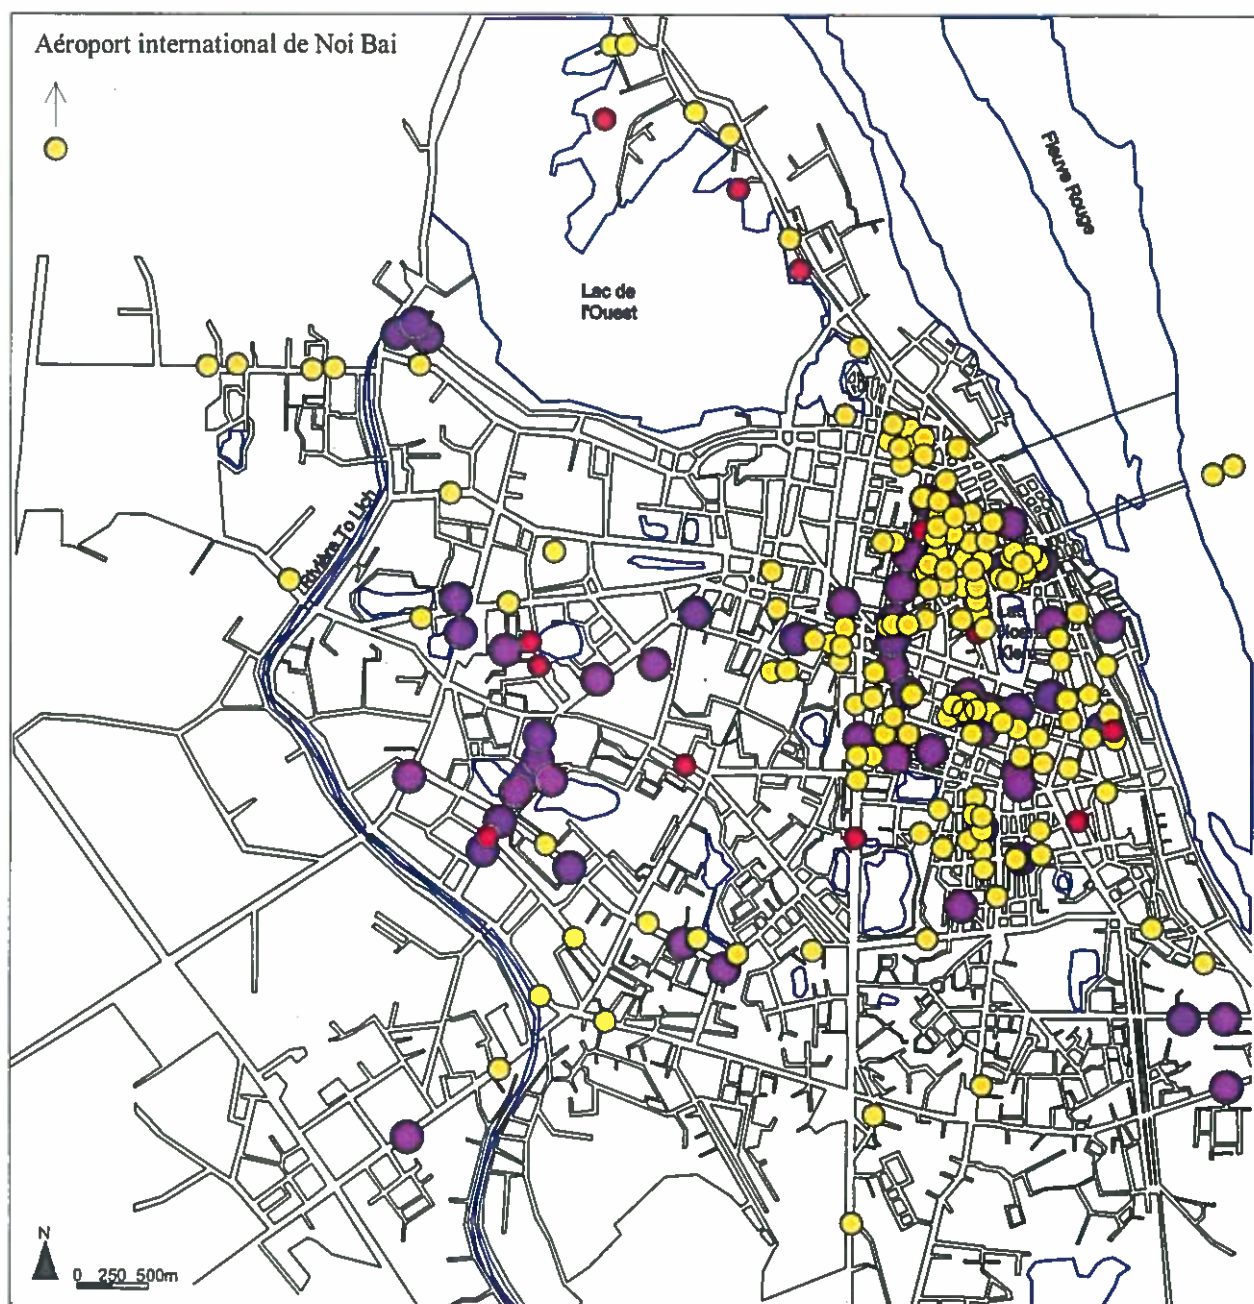 Aéroport international de Noi Bai
Fleuve Rouge
Lac de
l'Ouest
Rivière To Lich
N
0 250 500m